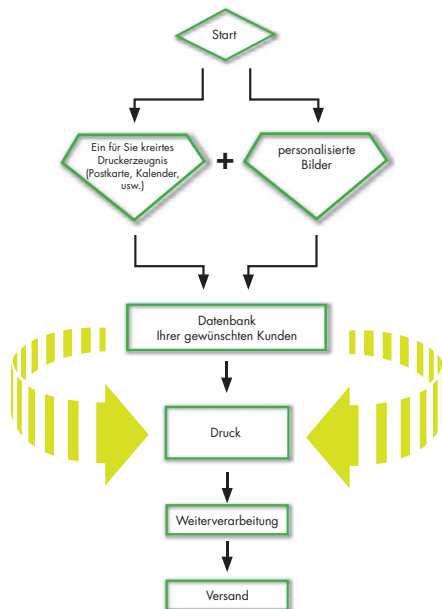 Start
Ein für Sie kreirtes
Druckerzeugnis
(Postkarte, Kalender,
usw.)
+
personalisierte
Bilder
Datenbank
Ihrer gewünschten Kunden
Druck
Weiterverarbeitung
Versand